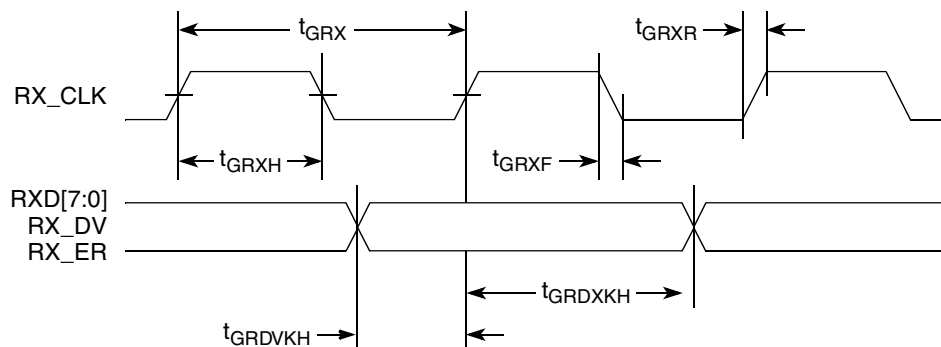 tGRX
tGRXR
RX_CLK
tGRXH
tGRXF
RXD[7:0]
RX_DV
RX_ER
tGRDXKH
tGRDVKH